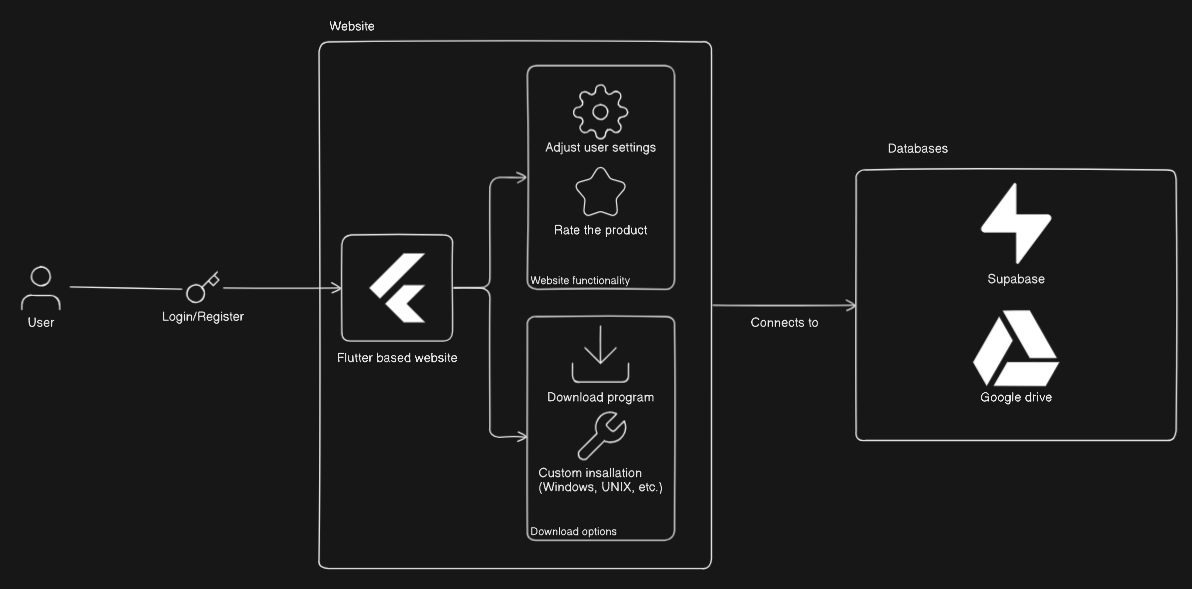 Website
Databases
Adjust user settings
Rate the product
Website functionality
User
Login/Register
Flutter based website
Connects to
Supabase
Google drive
Download program
Custom insallation
(Windows, UNIX, etc.)
Download options